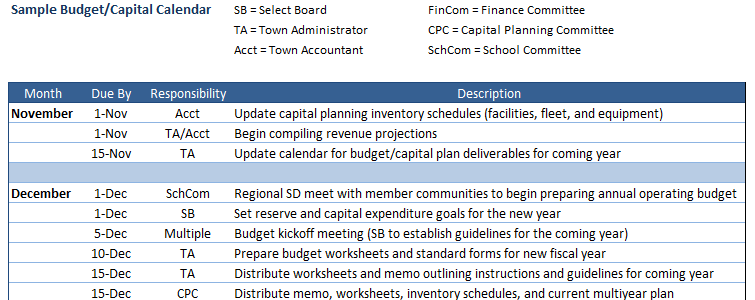 Sample Budget/Capital Calendar SB = Select Board FinCom = Finance Committee
TA = Town Administrator CPC = Capital Planning Committee
Acct = Town Accountant SchCom = School Committee
Month Due By Responsibility Description
November 1-Nov Acct Update capital planning inventory schedules (facilities, fleet, and equipment)
1-Nov TA/Acct Begin compiling revenue projections
15-Nov TA Update calendar for budget/capital plan deliverables for coming year
December 1-Dec SchCom Regional SD meet with member communities to begin preparing annual operating budget
1-Dec SB Set reserve and capital expenditure goals for the new year
5-Dec Multiple Budget kickoff meeting (SB to establish guidelines for the coming year)
10-Dec TA Prepare budget worksheets and standard forms for new fiscal year
15-Dec TA Distribute worksheets and memo outlining instructions and guidelines for coming year
15-Dec CPC Distribute memo, worksheets, inventory schedules, and current multiyear plan